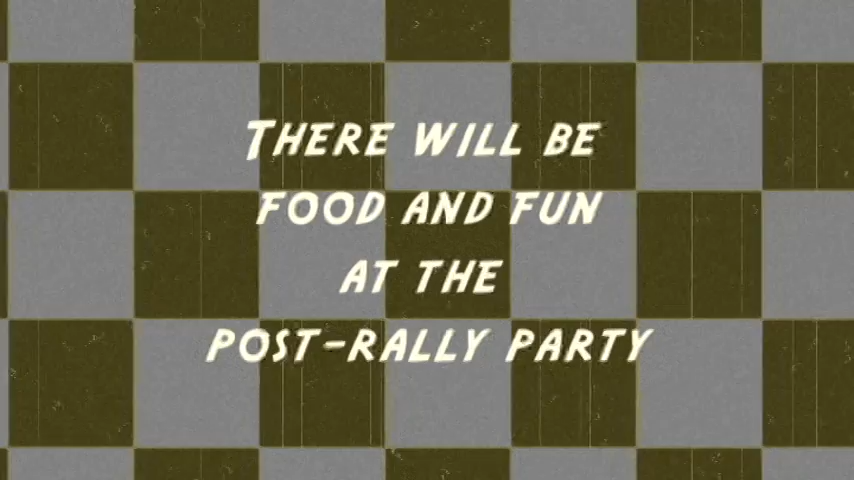 THERE WILL BE
FOOD AND FUN
AT THE
POST-RALLY PARTY